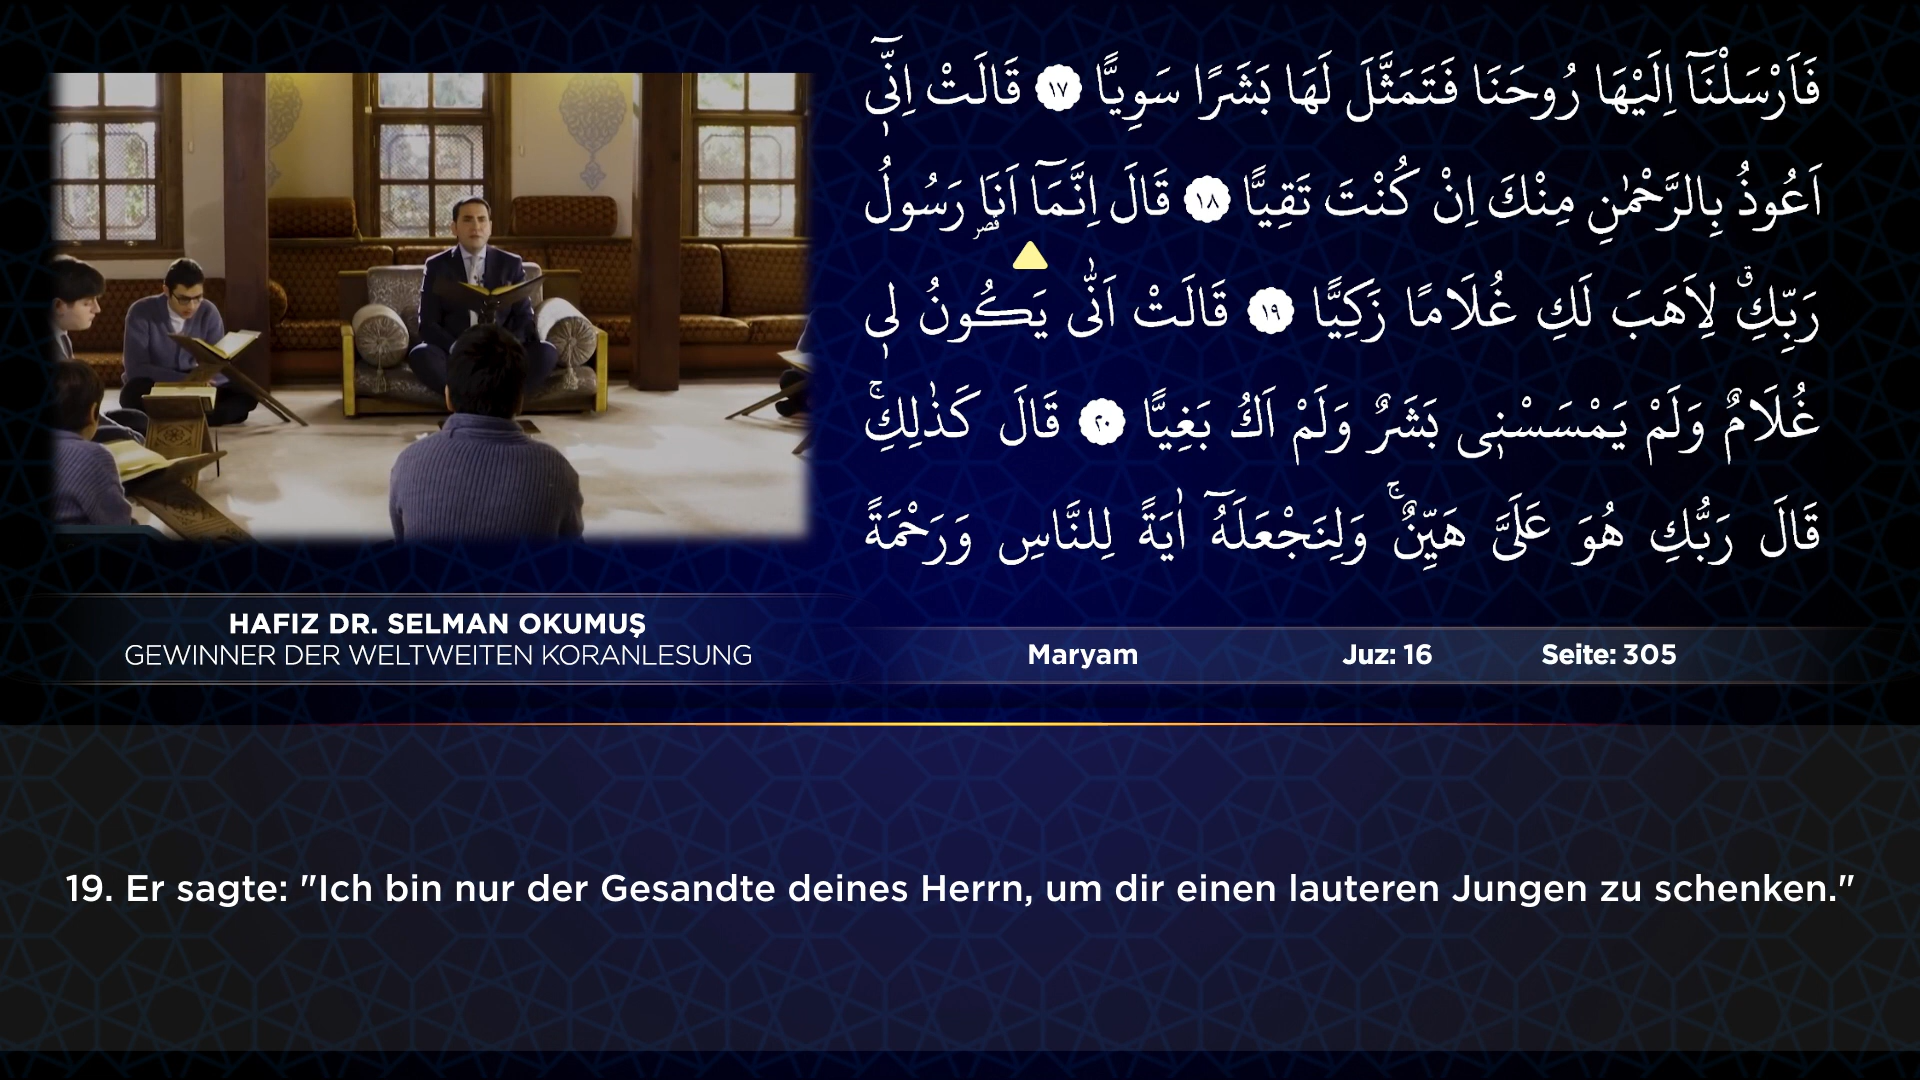 فَاَرْسَلْنَٓا اِلَيْهَا رُوحَنَا فَتَمَثَّلَ لَهَا بَشَرًا سَوِيًّا ﴿١٧﴾ قَالَتْ اِنّ۪ٓي
اَعُوذُ بِالرَّحْمٰنِ مِنْكَ اِنْ كُنْتَ تَقِيًّا ﴿١٨﴾ قَالَ اِنَّمَٓا اَنَا۬ رَسُولُ
قصر
رَبِّكِۗ لِاَهَبَ لَكِ غُلَامًا زَكِيًّا ﴿١٩﴾ قَالَتْ اَنّٰى يَكُونُ ل۪ي
غُلَامٌ وَلَمْ يَمْسَسْن۪ي بَشَرٌ وَلَمْ اَكُ بَغِيًّا ﴿٢٠﴾ قَالَ كَذٰلِكِۚ
قَالَ رَبُّكِ هُوَ عَلَيَّ هَيِّنٌۚ وَلِنَجْعَلَهُٓ اٰيَةً لِلنَّاسِ وَرَحْمَةً
HAFIZ DR. SELMAN OKUMUŞ
GEWINNER DER WELTWEITEN KORANLESUNG
Maryam Juz: 16 Seite: 305
19. Er sagte: "Ich bin nur der Gesandte deines Herrn, um dir einen lauteren Jungen zu schenken."